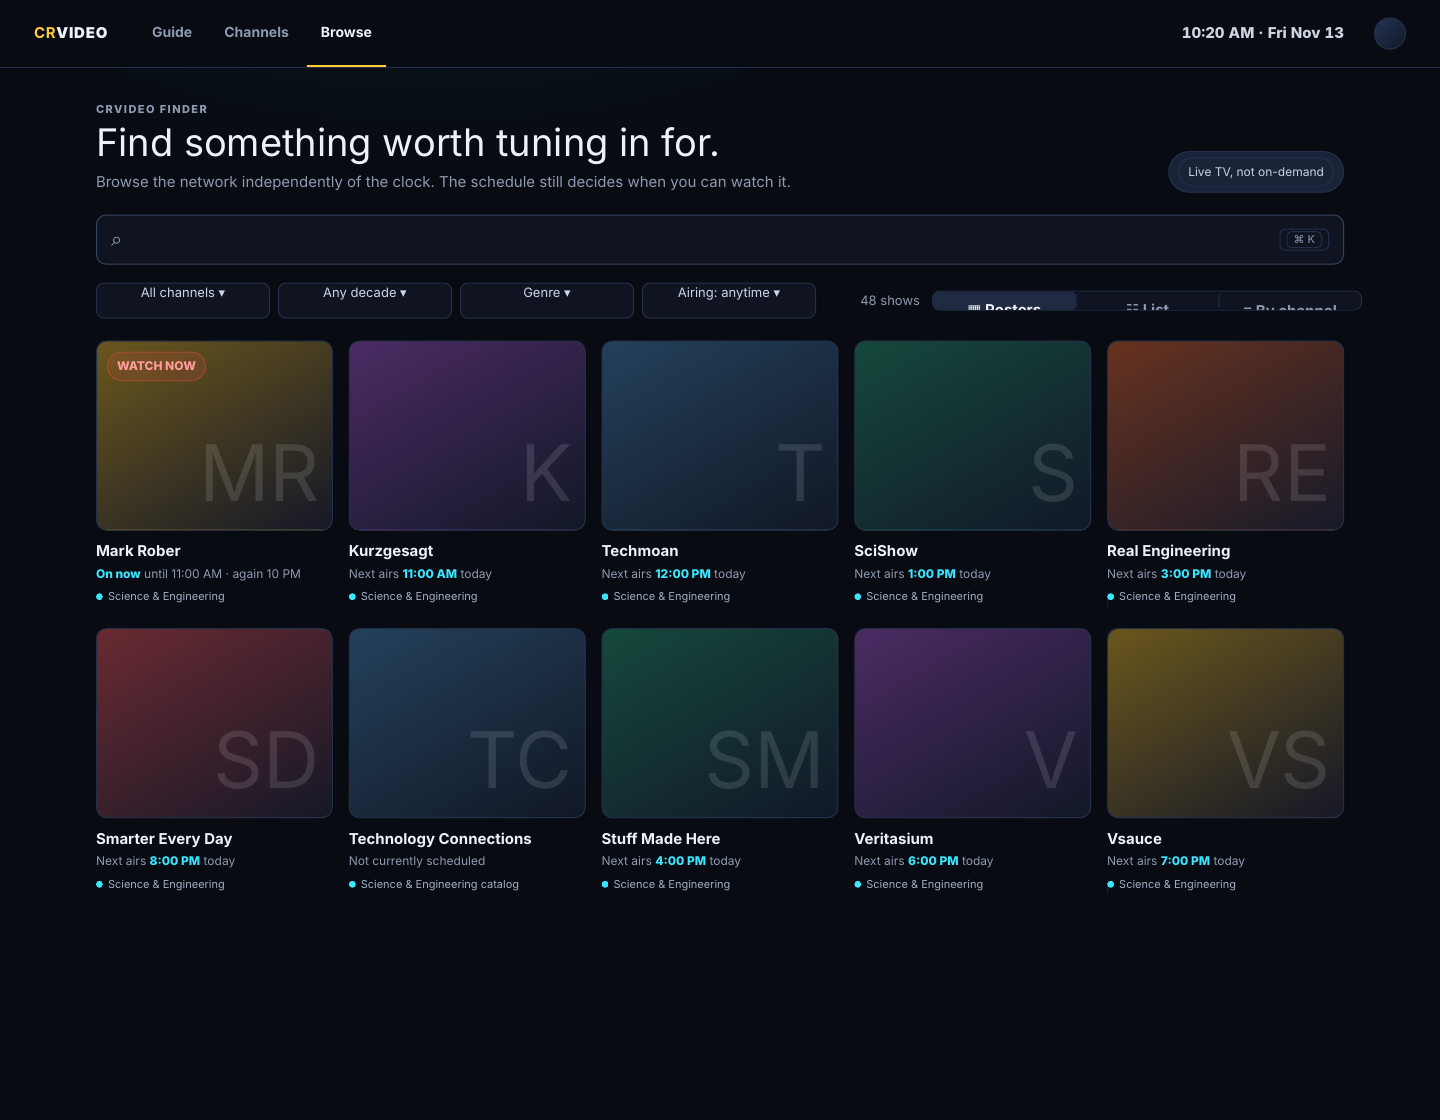 CRVIDEO Guide Channels Browse 10:20 AM · Fri Nov 13
CRVIDEO FINDER
Find something worth tuning in for.
Browse the network independently of the clock. The schedule still decides when you can watch it.
Live TV, not on-demand
⌕ ⌘ K
All channels ▾ Any decade ▾ Genre ▾ Airing: anytime ▾ 48 shows ▦ Posters ☷ List ≡ By channel
WATCH NOW
MR K T S RE
Mark Rober Kurzgesagt Techmoan SciShow Real Engineering
On now until 11:00 AM · again 10 PM Next airs 11:00 AM today Next airs 12:00 PM today Next airs 1:00 PM today Next airs 3:00 PM today
Science & Engineering Science & Engineering Science & Engineering Science & Engineering Science & Engineering
SD TC SM V VS
Smarter Every Day Technology Connections Stuff Made Here Veritasium Vsauce
Next airs 8:00 PM today Not currently scheduled Next airs 4:00 PM today Next airs 6:00 PM today Next airs 7:00 PM today
Science & Engineering Science & Engineering catalog Science & Engineering Science & Engineering Science & Engineering